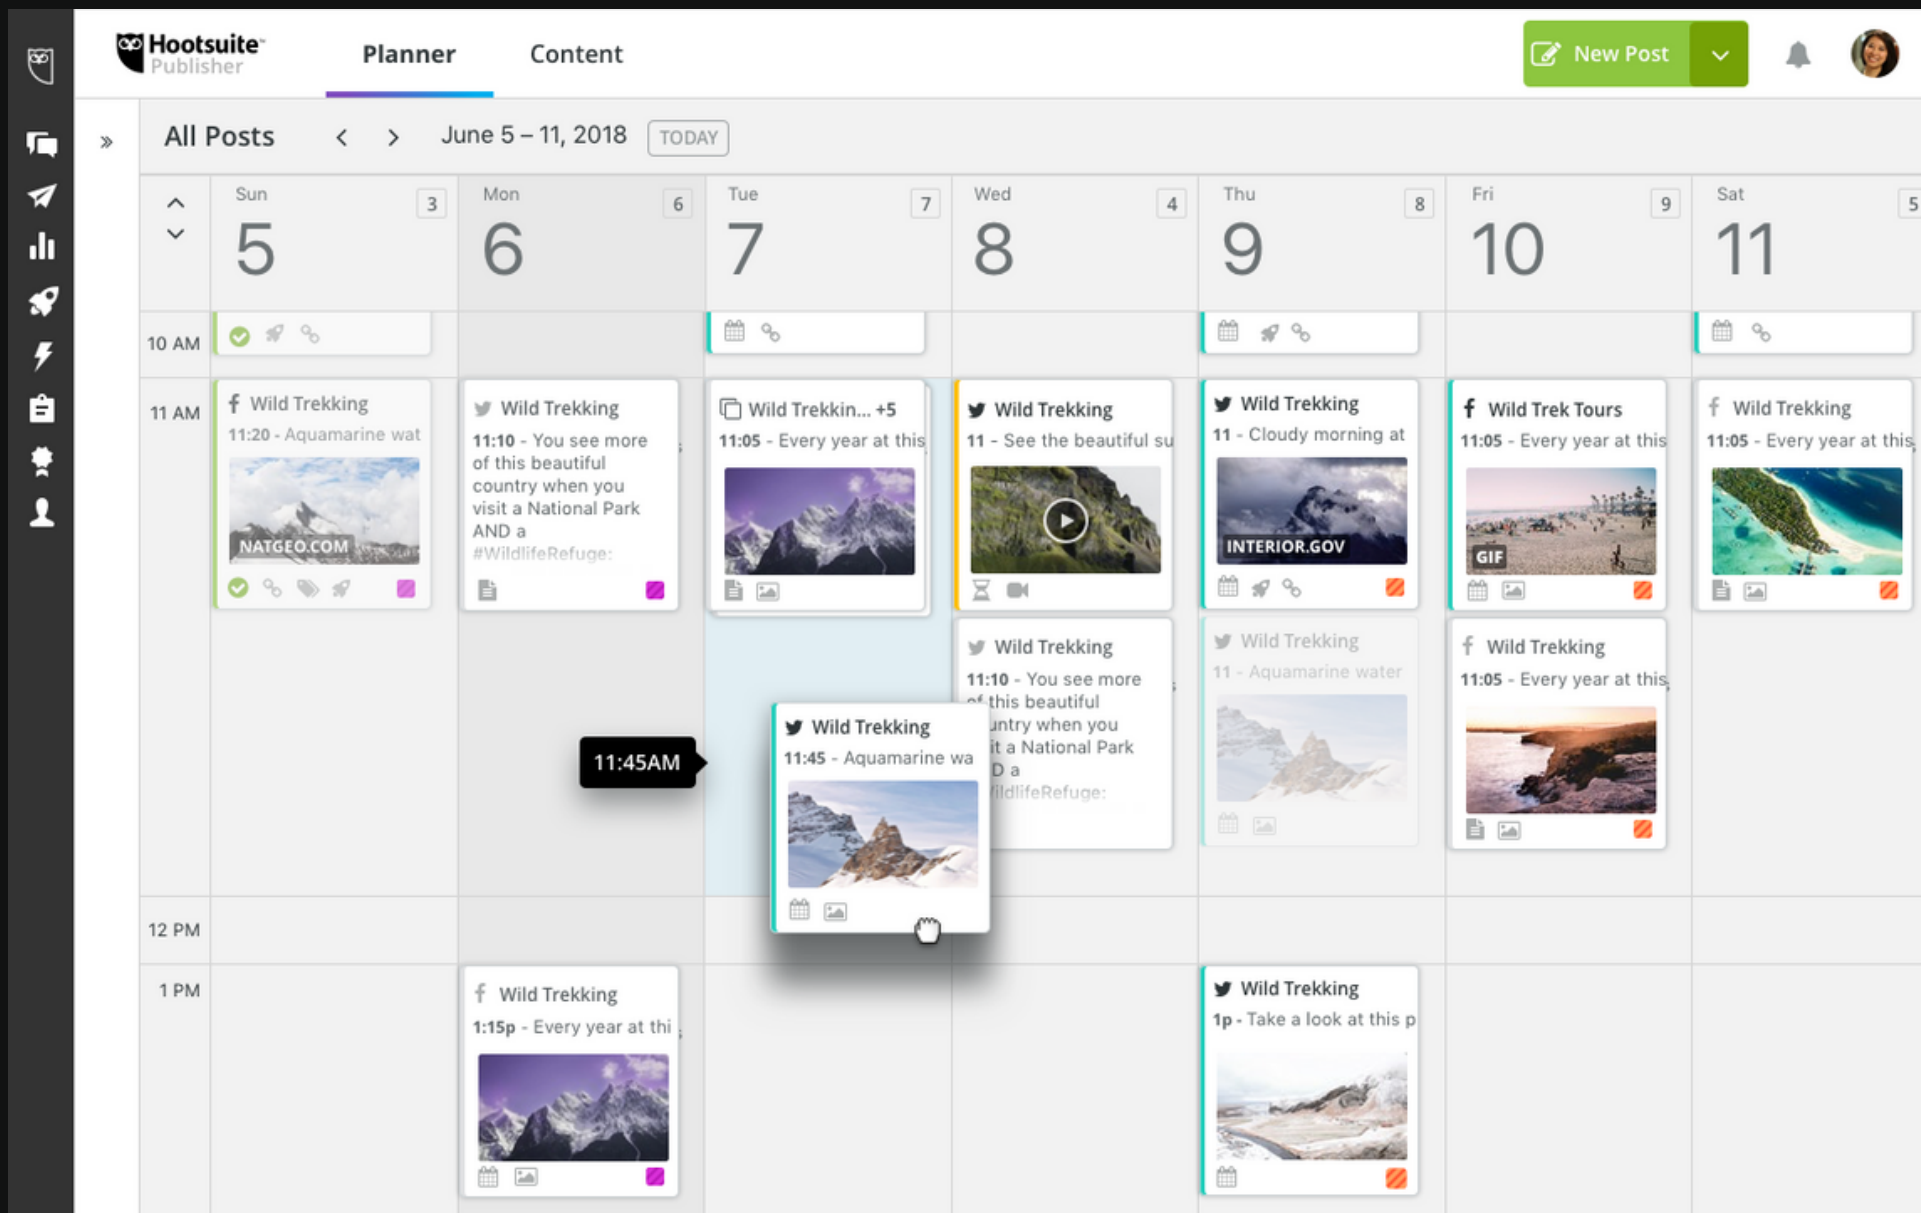 Hootsuite™
Publisher
Planner
Content
New Post
All Posts
June 5 – 11, 2018
TODAY
Sun
3
5
Mon
6
6
Tue
7
7
Wed
4
8
Thu
8
9
Fri
9
10
Sat
5
11
10 AM
11 AM
Wild Trekking
11:20 - Aquamarine wat
NATGEO.COM
Wild Trekking
11:10 - You see more
of this beautiful
country when you
visit a National Park
AND a
#WildlifeRefuge:
Wild Trekkin... +5
11:05 - Every year at this
Wild Trekking
11 - See the beautiful su
Wild Trekking
11 - Cloudy morning at
INTERIOR.GOV
Wild Trek Tours
11:05 - Every year at this
GIF
Wild Trekking
11:05 - Every year at this
11:45AM
Wild Trekking
11:45 - Aquamarine wa
Wild Trekking
11:10 - You see more
of this beautiful
untry when you
it a National Park
D a
ildlifeRefuge:
Wild Trekking
11 - Aquamarine water
Wild Trekking
11:05 - Every year at this
12 PM
1 PM
Wild Trekking
1:15p - Every year at thi
Wild Trekking
1p - Take a look at this p